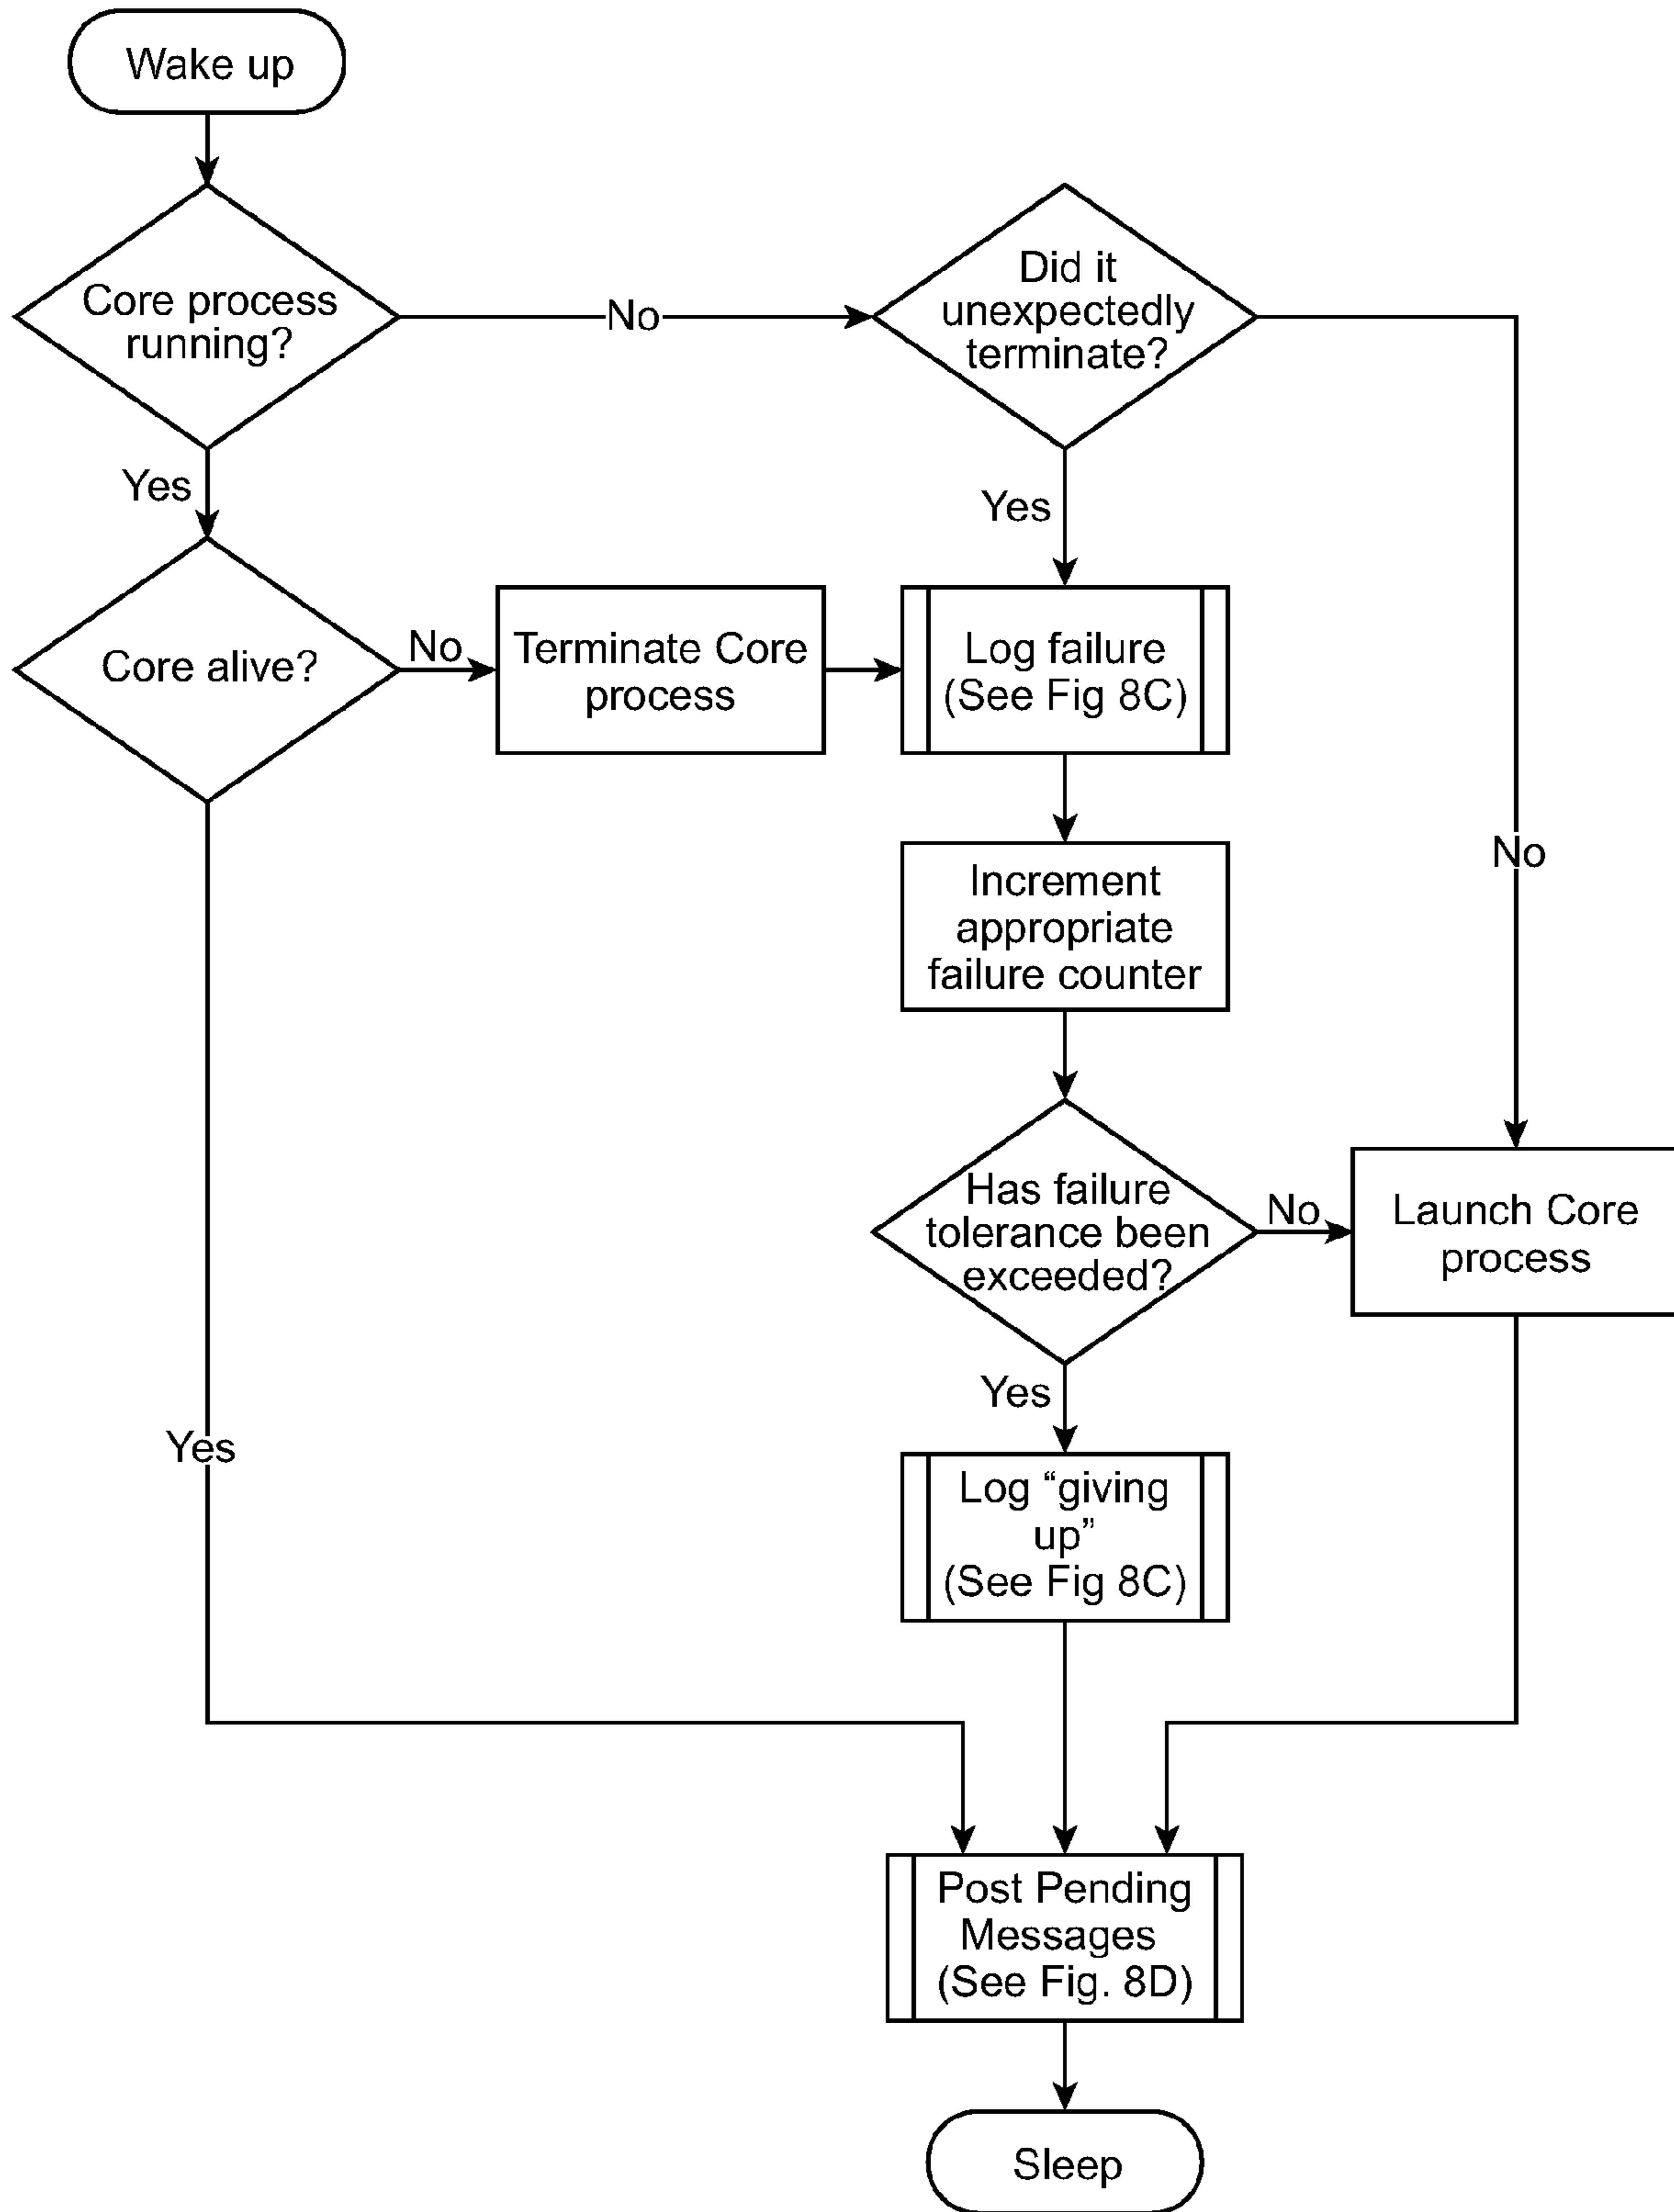 Wake up
Core process
running?
No
Did it
unexpectedly
terminate?
Yes
Yes
Core alive?
No
Terminate Core
process
Log failure
(See Fig 8C)
No
Increment
appropriate
failure counter
Has failure
tolerance been
exceeded?
No
Launch Core
process
Yes
Yes
Log “giving
up”
(See Fig 8C)
Post Pending
Messages
(See Fig. 8D)
Sleep